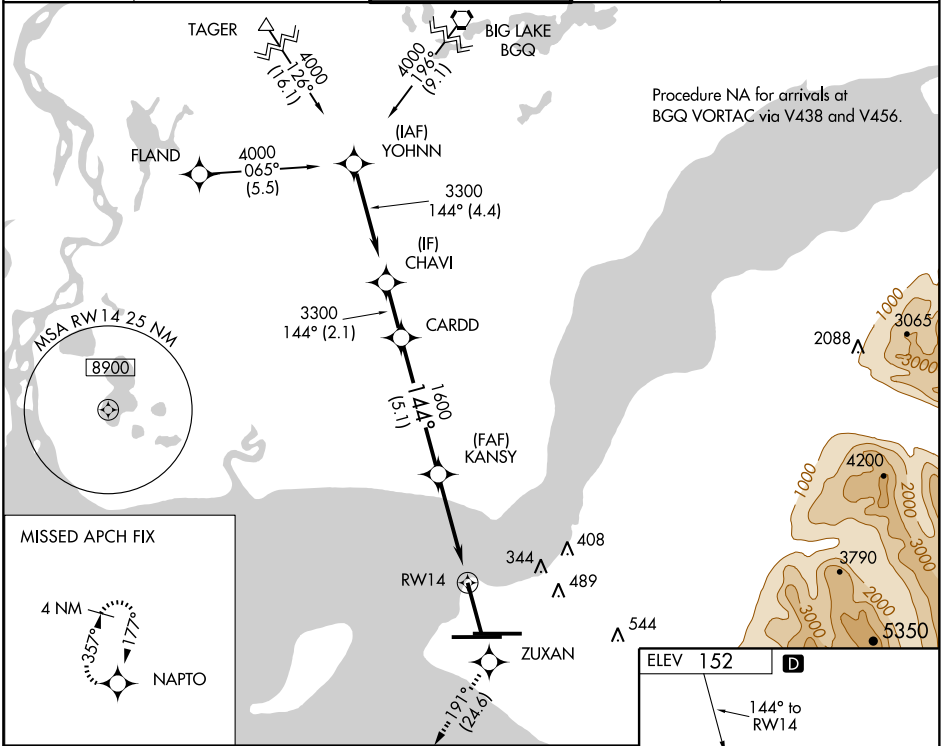 TAGER
4000
126°
(16.1)
BIG LAKE
BGQ
4000
196°
(9.1)
Procedure NA for arrivals at
BGQ VORTAC via V438 and V456.
FLAND
4000
065°
(5.5)
(IAF)
YOHNN
3300
144° (4.4)
(IF)
CHAVI
3300
144° (2.1)
CARDD
MSA RW14 25 NM
8900
1600
144°
(5.1)
(FAF)
KANSY
1000
3065
3000
2088
4200
1000
2000
3000
3790
2000
3000
5350
MISSED APCH FIX
4 NM
357°
177°
NAPTO
RW14
344
408
489
544
ZUXAN
191°
(24.6)
ELEV 152
D
144° to
RW14